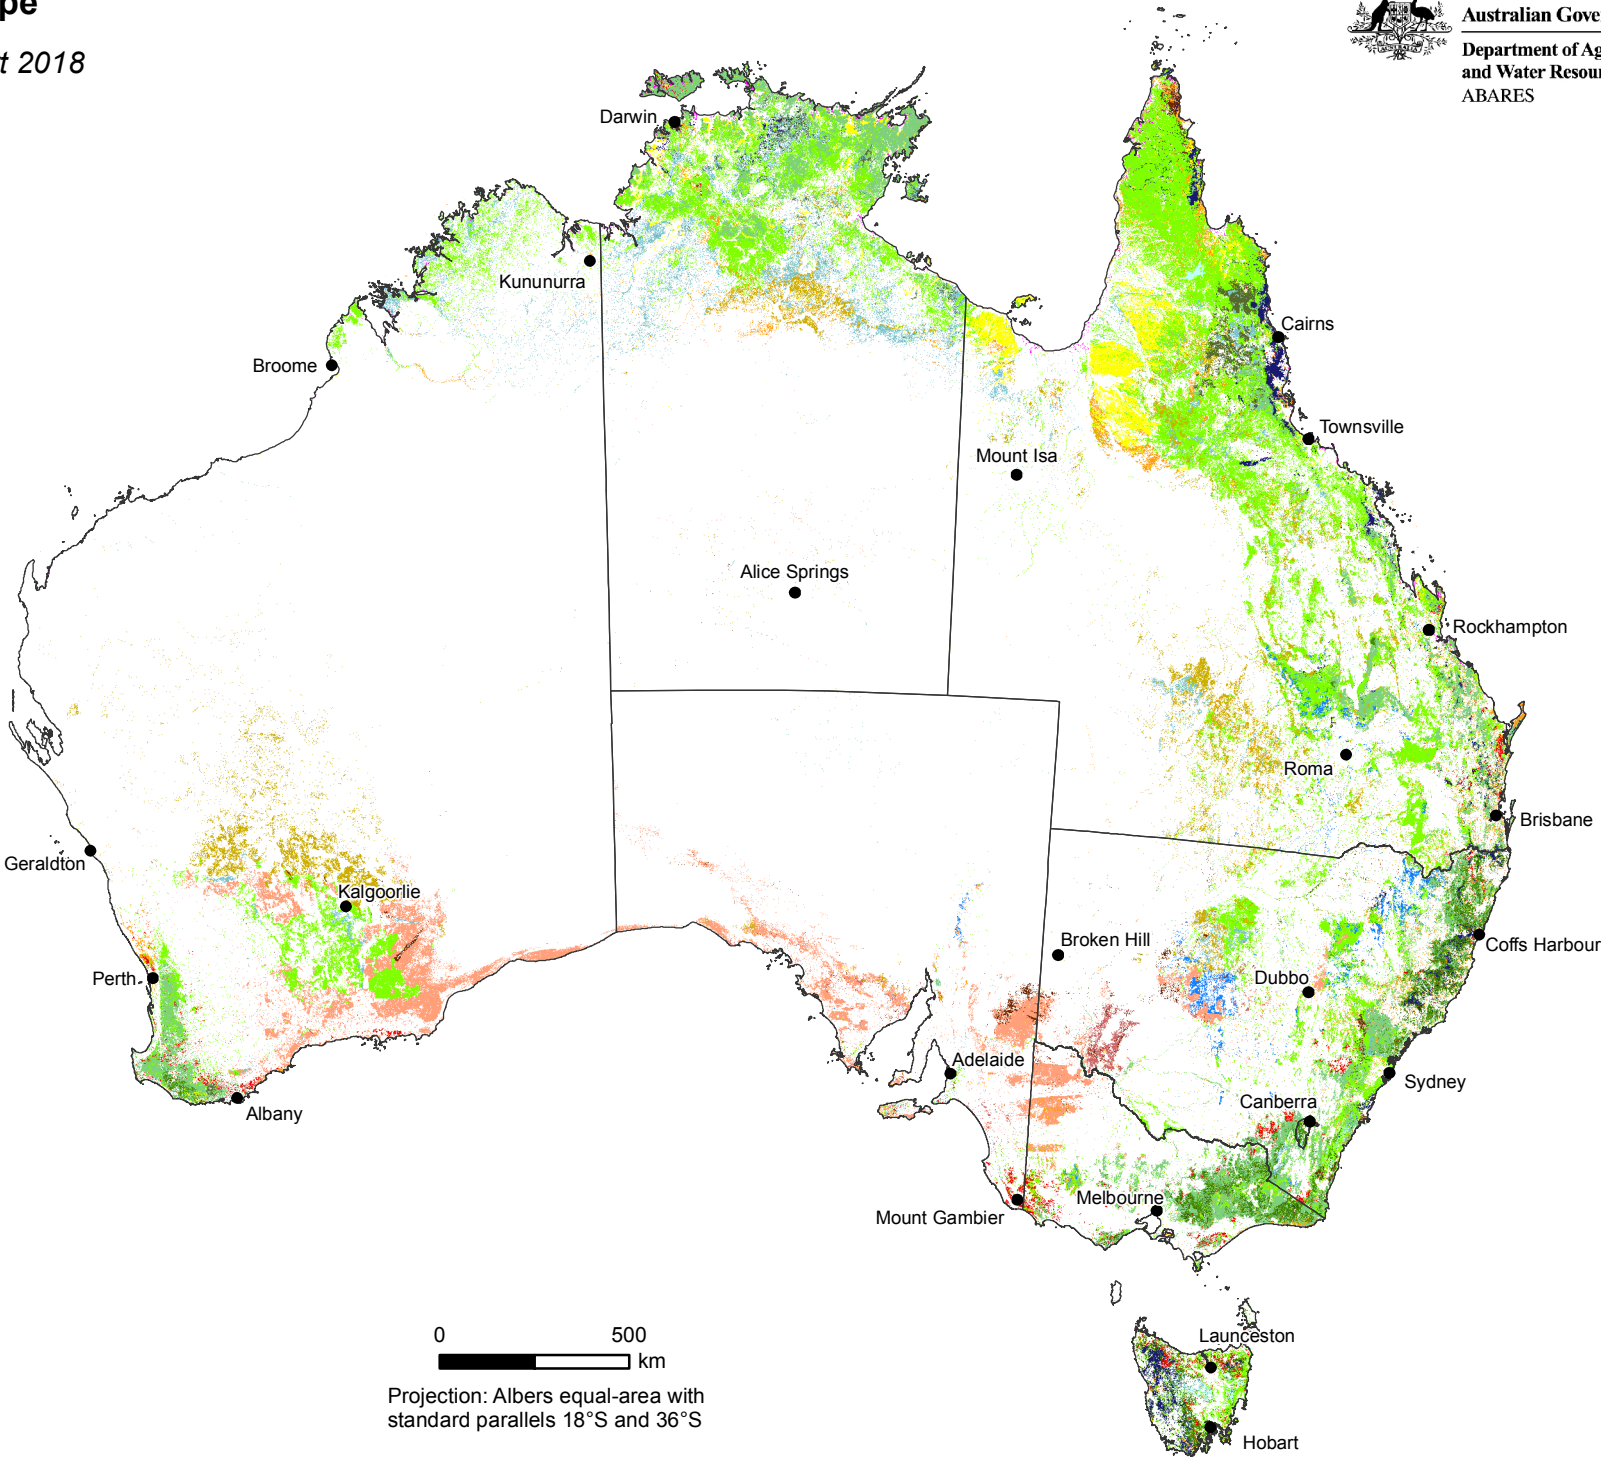 pe
t 2018
Australian Gove
Department of Ag
and Water Resour
ABARES
Darwin
Kununurra
Cairns
Broome
Townsville
Mount Isa
Alice Springs
Rockhampton
Roma
Brisbane
Geraldton
Kalgoorlie
Broken Hill
Coffs Harbour
Perth
Dubbo
Adelaide
Sydney
Canberra
Albany
Melbourne
Mount Gambier
0 500
km
Launceston
Projection: Albers equal-area with
standard parallels 18°S and 36°S
Hobart